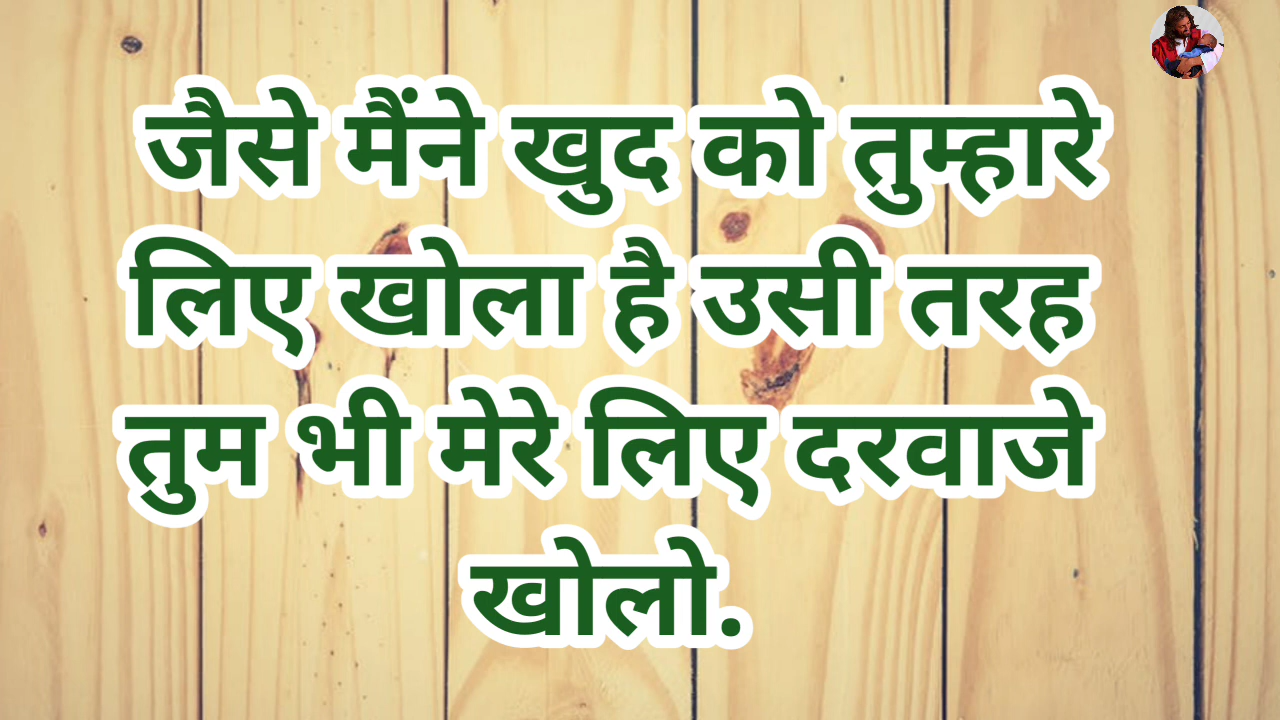 जैसे मैंने खुद को तुम्हारे
लिए खोला है उसी तरह
तुम भी मेरे लिए दरवाजे
खोलो.